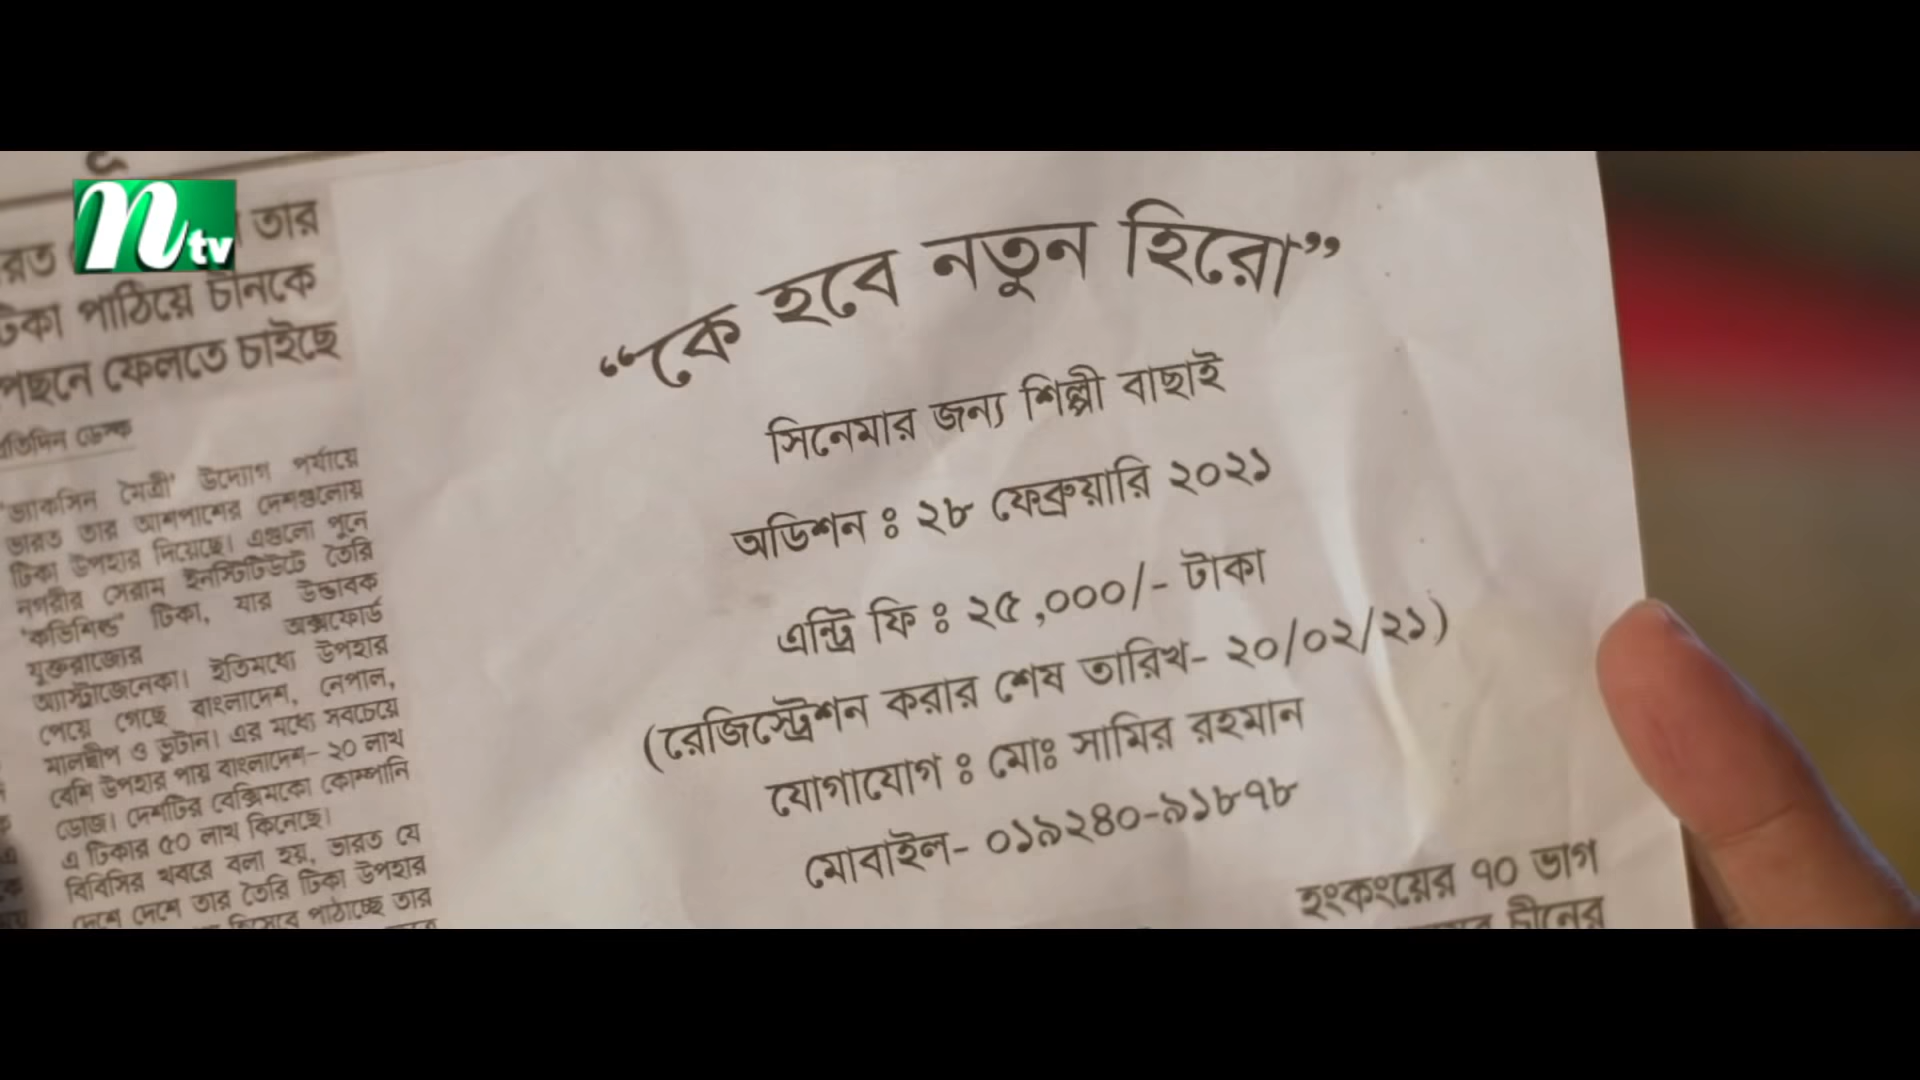 ntv
তার
টিকা পাঠিয়ে চীনকে
পেছনে ফেলতে চাইছে
প্রতিদিন ডেস্ক
'ভ্যাকসিন মৈত্রী' উদ্যোগ পর্যায়ে
ভারত তার আশপাশের দেশগুলোয়
টিকা উপহার দিয়েছে। এগুলো পুনে
নগরীর সেরাম ইনস্টিটিউটে তৈরি
'কভিশিল্ড' টিকা, যার উদ্ভাবক
যুক্তরাজ্যের অক্সফোর্ড
অ্যাস্ট্রাজেনেকা। ইতিমধ্যে উপহার
পেয়ে গেছে বাংলাদেশ, নেপাল,
মালদ্বীপ ও ভুটান। এর মধ্যে সবচেয়ে
বেশি উপহার পায় বাংলাদেশ- ২০ লাখ
ডোজ। দেশটির বেক্সিমকো কোম্পানি
এ টিকার ৫০ লাখ কিনেছে।
বিবিসির খবরে বলা হয়, ভারত যে
দেশে দেশে তার তৈরি টিকা উপহার
হিসেবে পাঠাচ্ছে তার
“কে হবে নতুন হিরো”
সিনেমার জন্য শিল্পী বাছাই
অডিশন ঃ ২৮ ফেব্রুয়ারি ২০২১
এন্ট্রি ফি ঃ ২৫,০০০/- টাকা
(রেজিস্ট্রেশন করার শেষ তারিখ- ২০/০২/২১)
যোগাযোগ ঃ মোঃ সামির রহমান
মোবাইল- ০১৯২৪০-৯১৮৭৮
হংকংয়ের ৭০ ভাগ
চীনের